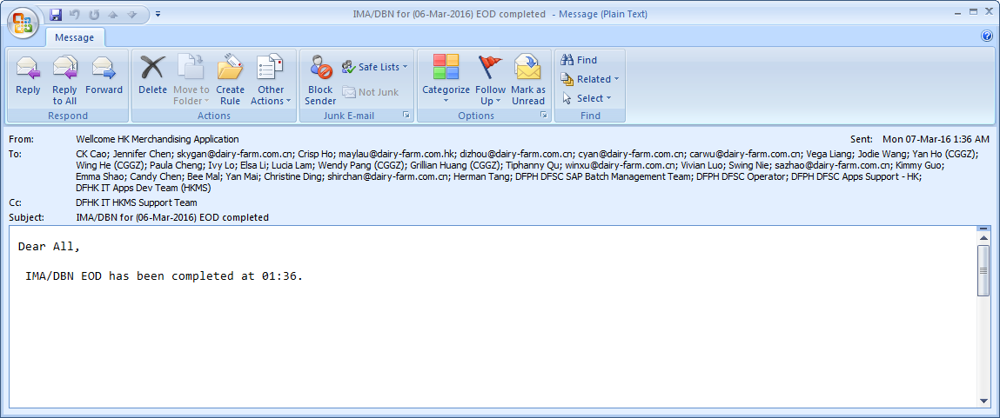 IMA/DBN for (06-Mar-2016) EOD completed - Message (Plain Text)
Message
Reply
Reply to All
Forward
Respond
Delete
Move to Folder
Create Rule
Other Actions
Actions
Block Sender
Safe Lists
Not Junk
Junk E-mail
Categorize
Follow Up
Mark as Unread
Options
Find
Related
Select
Find
From: Wellcome HK Merchandising Application Sent: Mon 07-Mar-16 1:36 AM
To: CK Cao; Jennifer Chen; skygan@dairy-farm.com.cn; Crisp Ho; maylau@dairy-farm.com.hk; dizhou@dairy-farm.com.cn; cyan@dairy-farm.com.cn; carwu@dairy-farm.com.cn; Vega Liang; Jodie Wang; Yan Ho (CGGZ);
Wing He (CGGZ); Paula Cheng; Ivy Lo; Elsa Li; Lucia Lam; Wendy Pang (CGGZ); Grillian Huang (CGGZ); Tiphanny Qu; winxu@dairy-farm.com.cn; Vivian Luo; Swing Nie; sazhao@dairy-farm.com.cn; Kimmy Guo;
Emma Shao; Candy Chen; Bee Mal; Yan Mai; Christine Ding; shirchan@dairy-farm.com.cn; Herman Tang; DFPH DFSC SAP Batch Management Team; DFPH DFSC Operator; DFPH DFSC Apps Support - HK;
DFHK IT Apps Dev Team (HKMS)
Cc: DFHK IT HKMS Support Team
Subject: IMA/DBN for (06-Mar-2016) EOD completed
Dear All,
IMA/DBN EOD has been completed at 01:36.